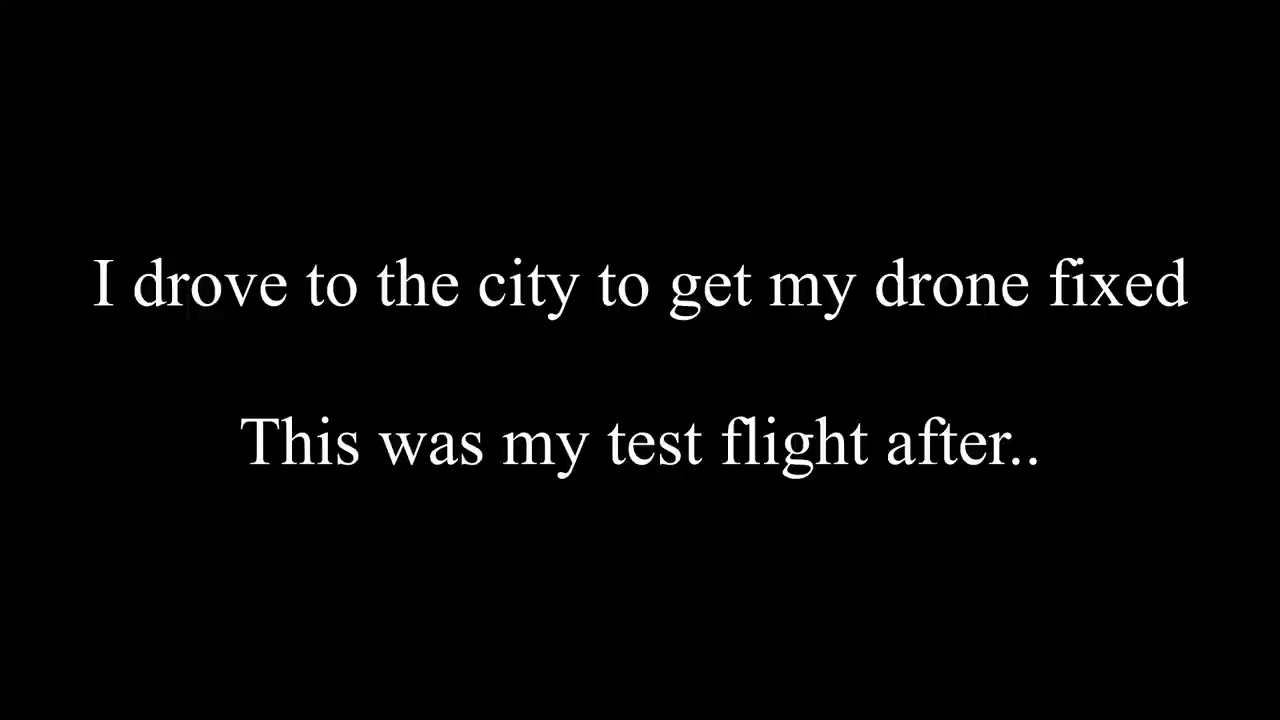 I drove to the city to get my drone fixed
This was my test flight after..